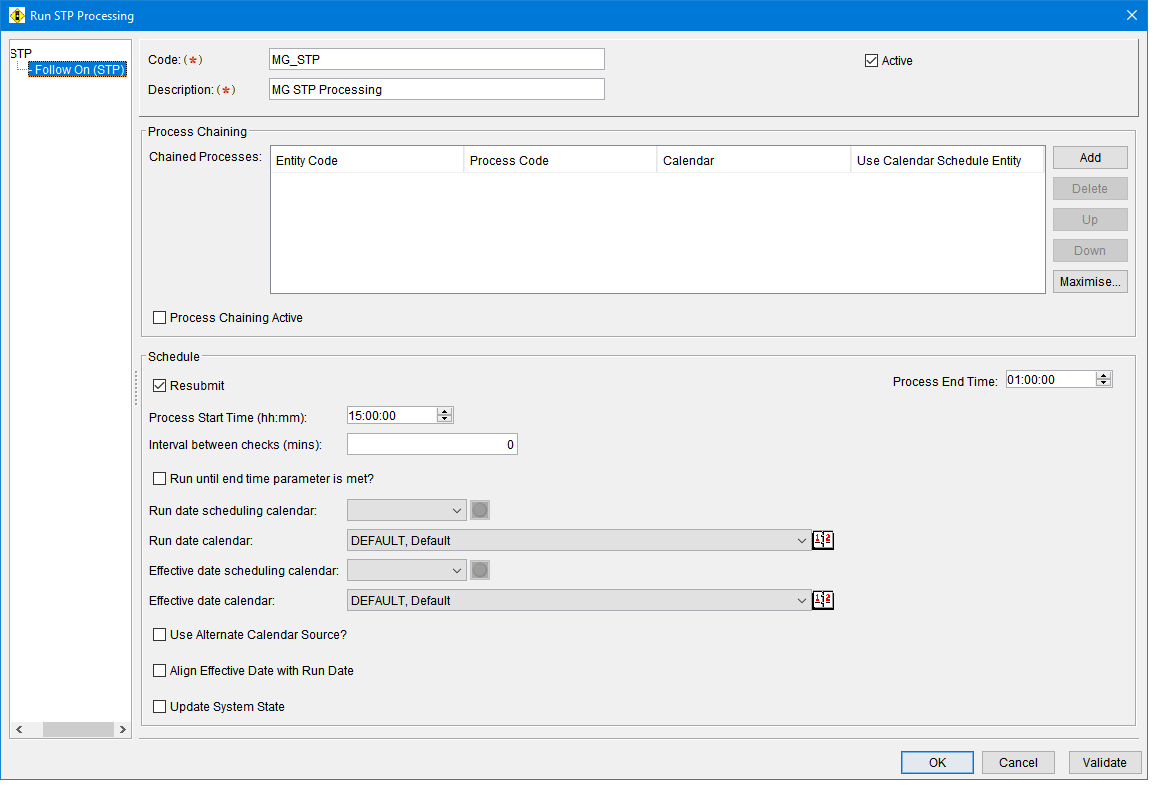 Run STP Processing
STP
Follow On (STP)
Code: (*)
MG_STP
Active
Description: (*)
MG STP Processing
Process Chaining
Chained Processes:
Entity Code
Process Code
Calendar
Use Calendar Schedule Entity
Add
Delete
Up
Down
Maximise...
Process Chaining Active
Schedule
Resubmit
Process End Time:
01:00:00
Process Start Time (hh:mm):
15:00:00
Interval between checks (mins):
0
Run until end time parameter is met?
Run date scheduling calendar:
Run date calendar:
DEFAULT, Default
Effective date scheduling calendar:
Effective date calendar:
DEFAULT, Default
Use Alternate Calendar Source?
Align Effective Date with Run Date
Update System State
OK
Cancel
Validate